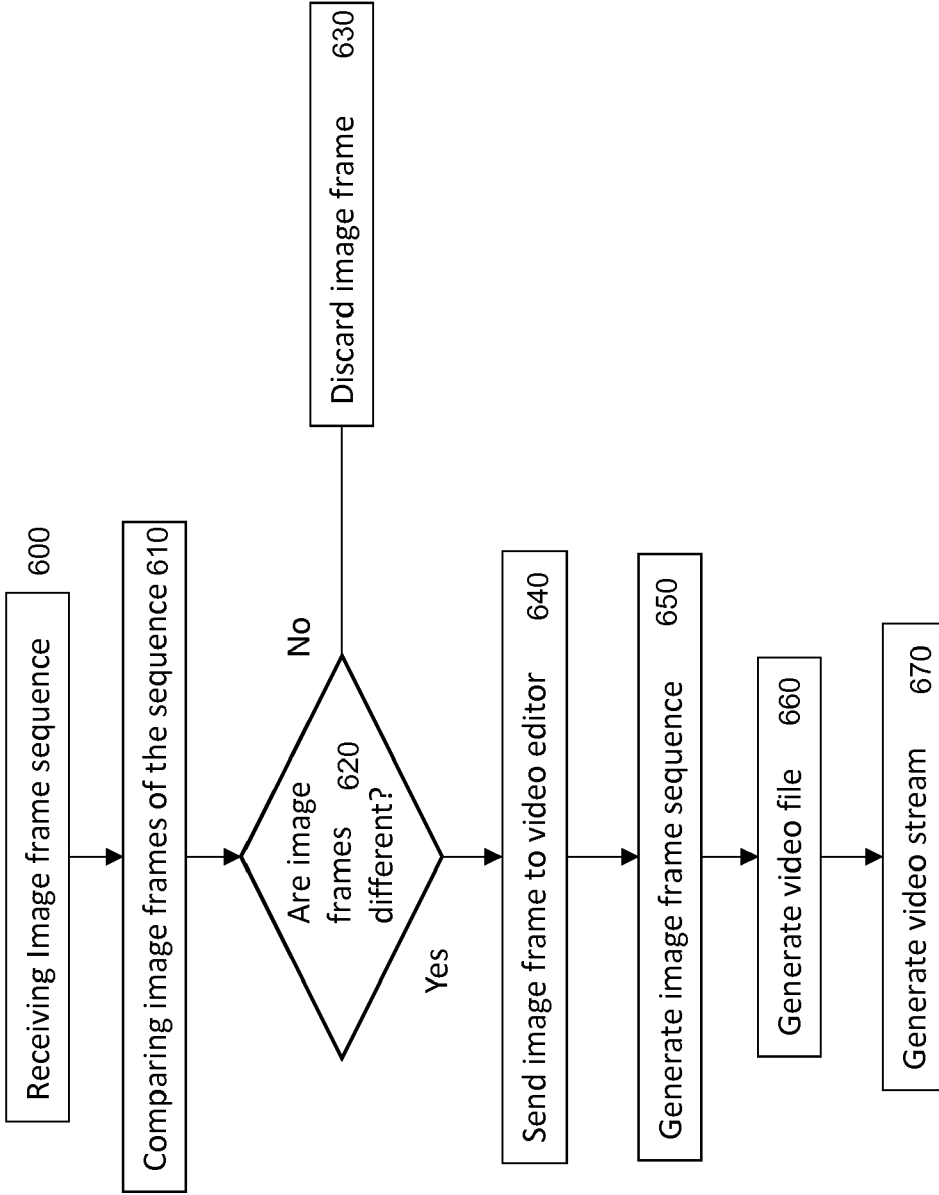 Receiving Image frame sequence 600
Comparing image frames of the sequence 610
Are image
frames 620
different?
No
Discard image frame 630
Yes
Send image frame to video editor 640
Generate image frame sequence 650
Generate video file 660
Generate video stream 670